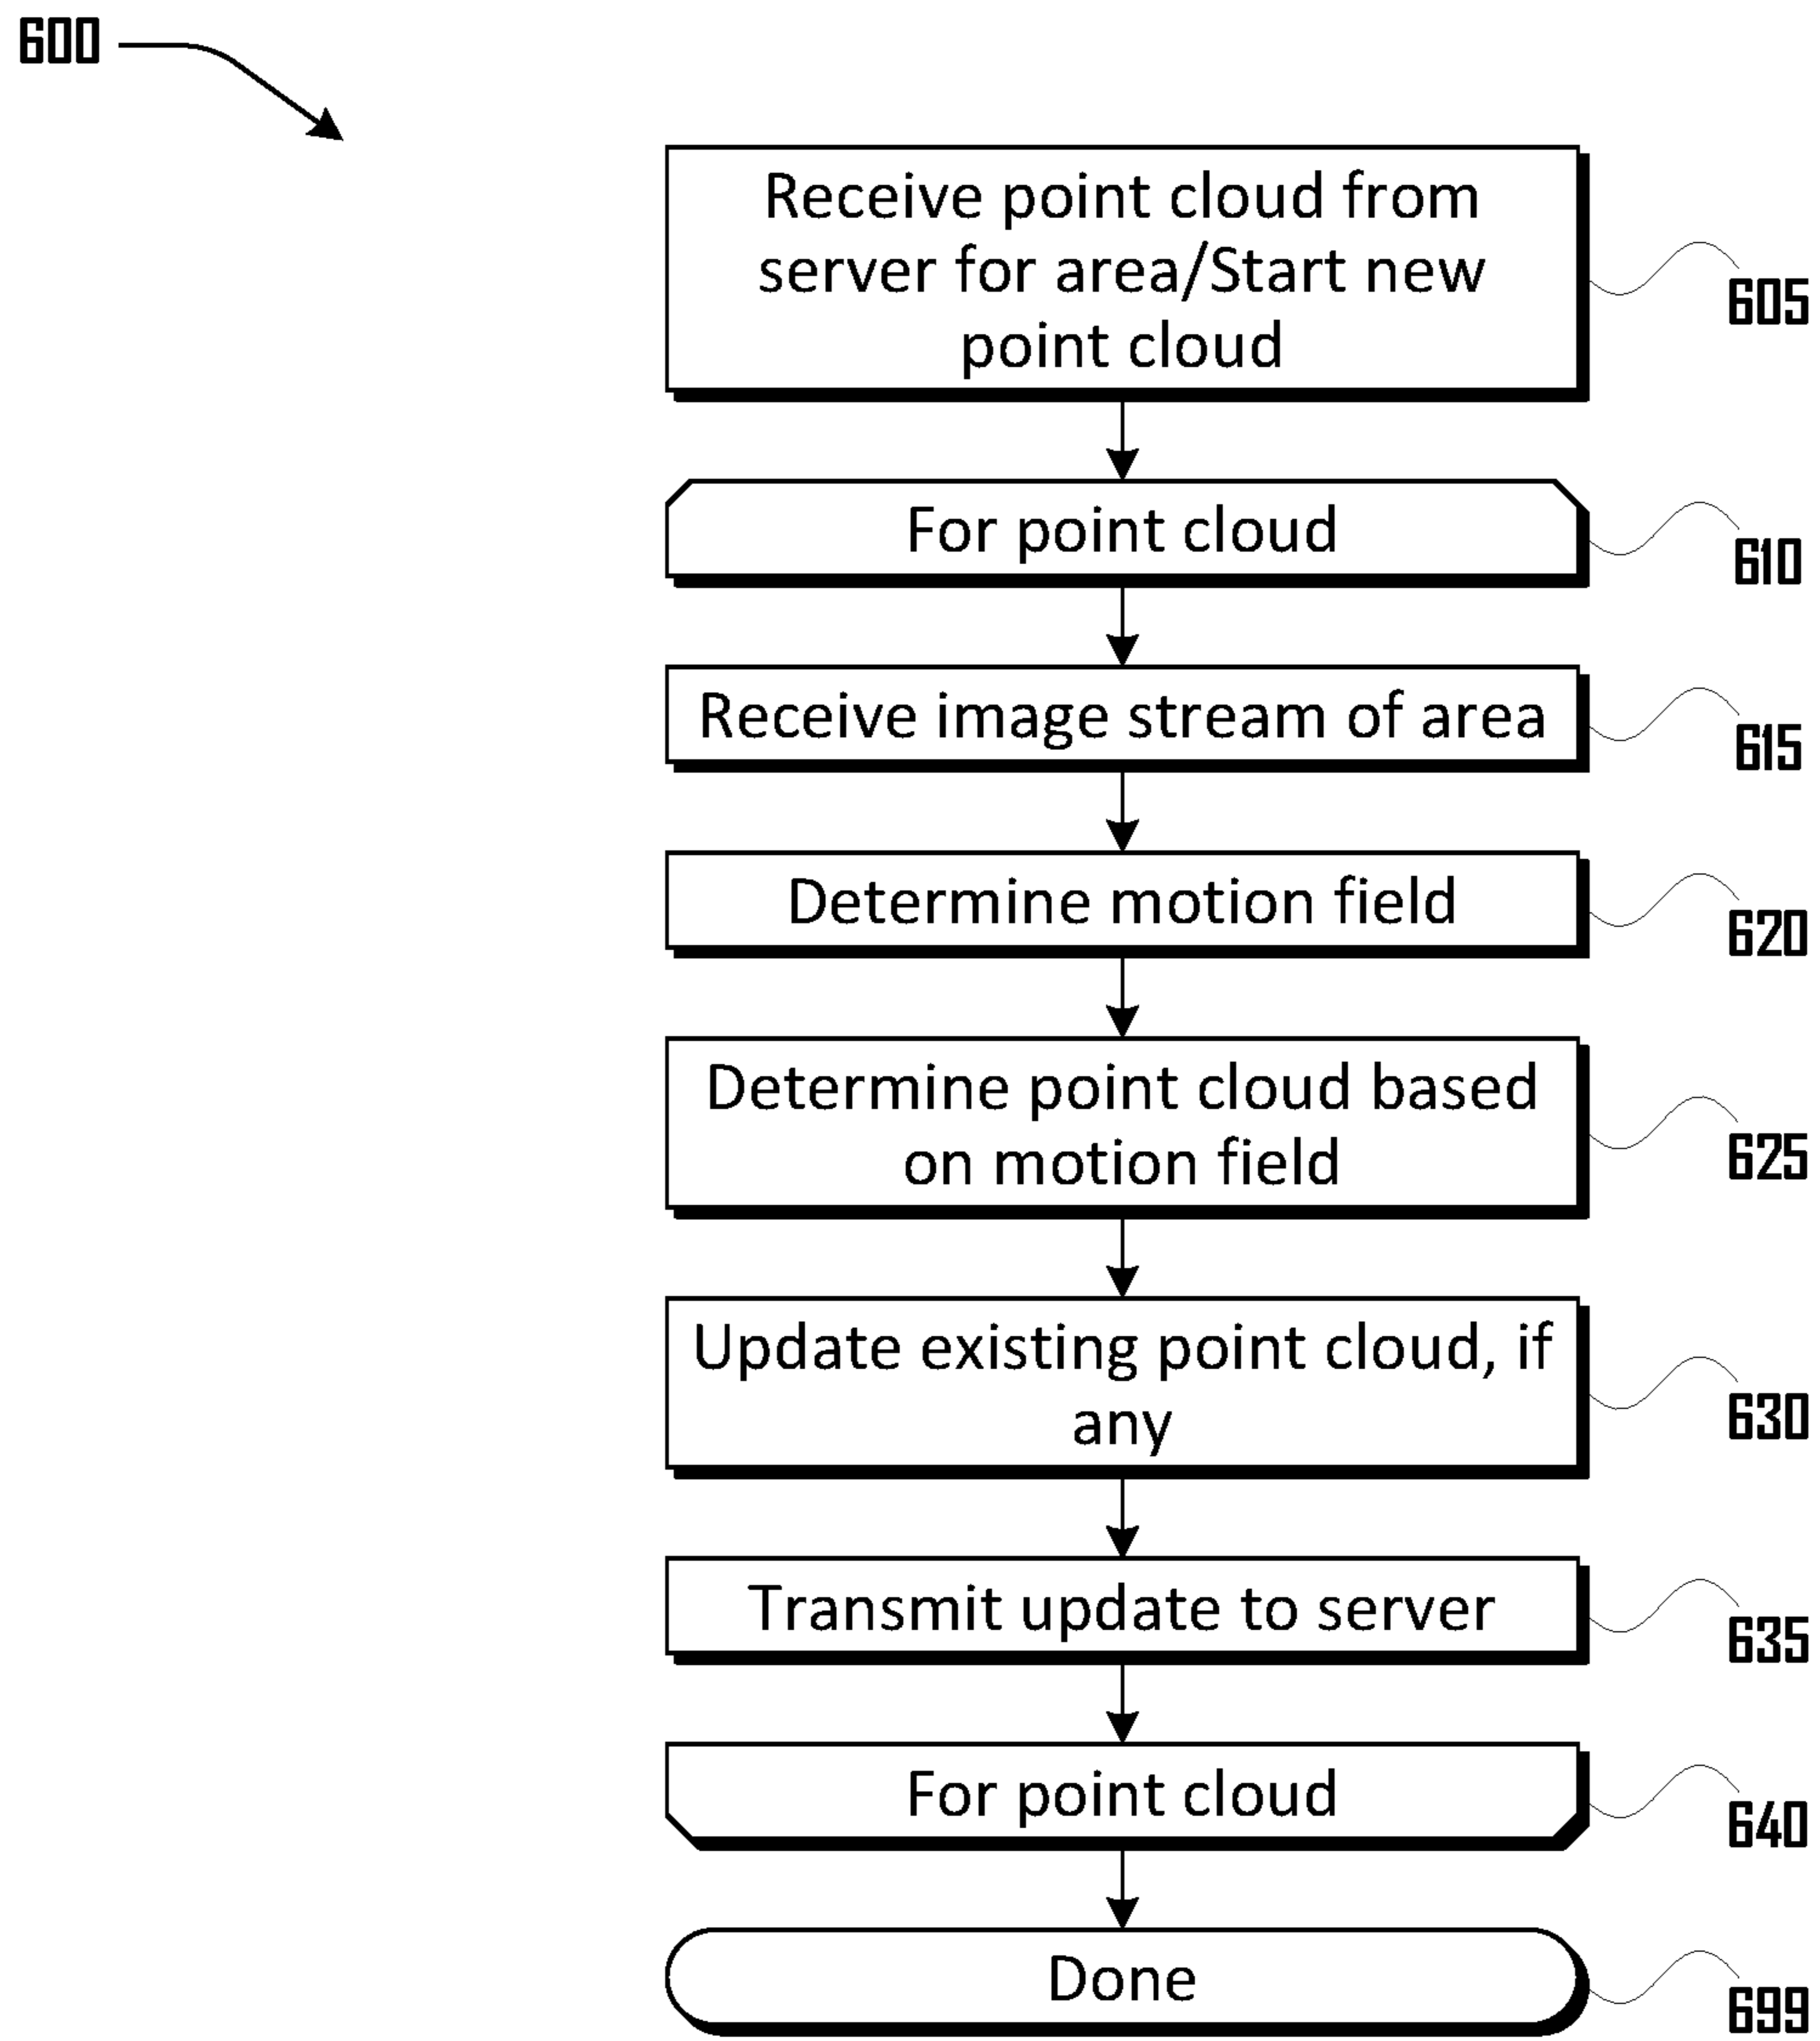 600
Receive point cloud from
server for area/Start new
point cloud
605
For point cloud
610
Receive image stream of area
615
Determine motion field
620
Determine point cloud based
on motion field
625
Update existing point cloud, if
any
630
Transmit update to server
635
For point cloud
640
Done
699